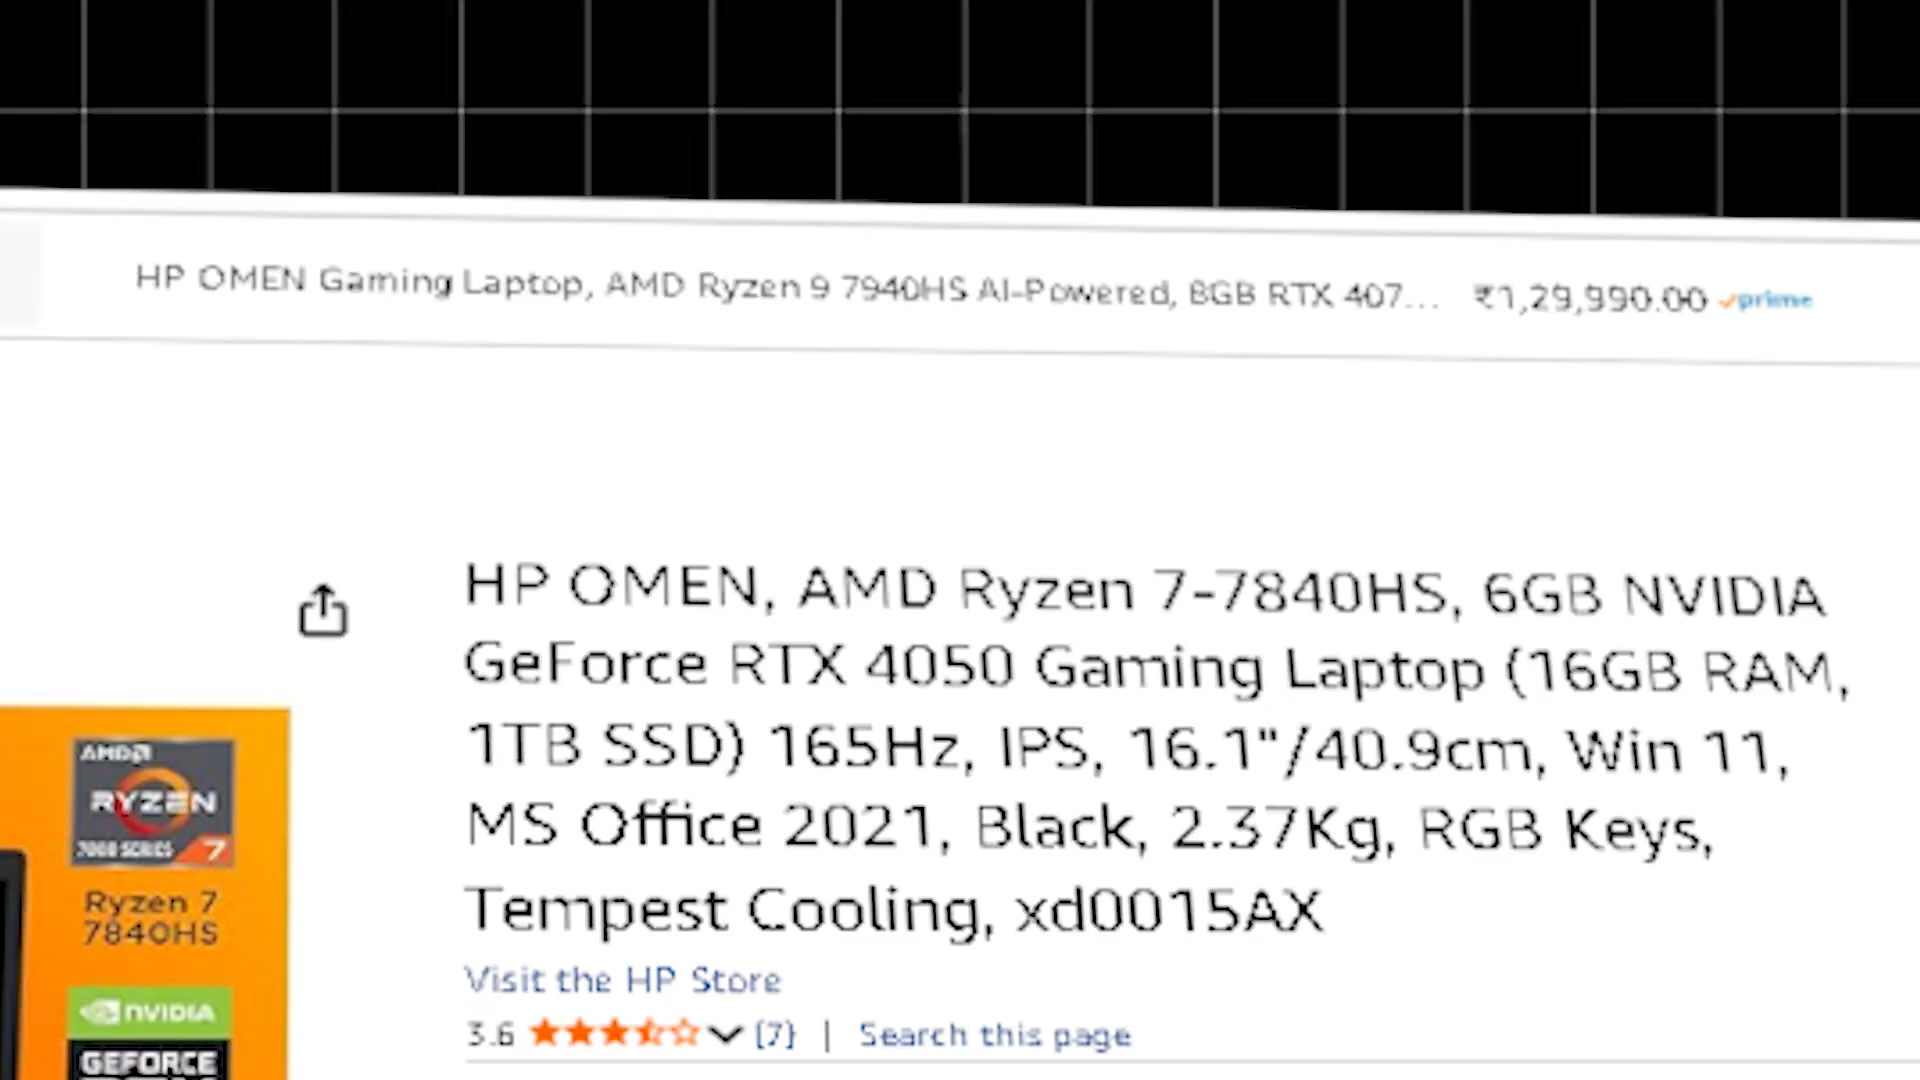 HP OMEN Gaming Laptop, AMD Ryzen 9 7940HS AI-Powered, 8GB RTX 407... ₹1,29,990.00 prime
HP OMEN, AMD Ryzen 7-7840HS, 6GB NVIDIA
GeForce RTX 4050 Gaming Laptop (16GB RAM,
1TB SSD) 165Hz, IPS, 16.1"/40.9cm, Win 11,
MS Office 2021, Black, 2.37Kg, RGB Keys,
Tempest Cooling, xd0015AX
Visit the HP Store
3.6 (7) | Search this page
AMD
RYZEN
7000 SERIES 7
Ryzen 7
7840HS
NVIDIA
GEFORCE